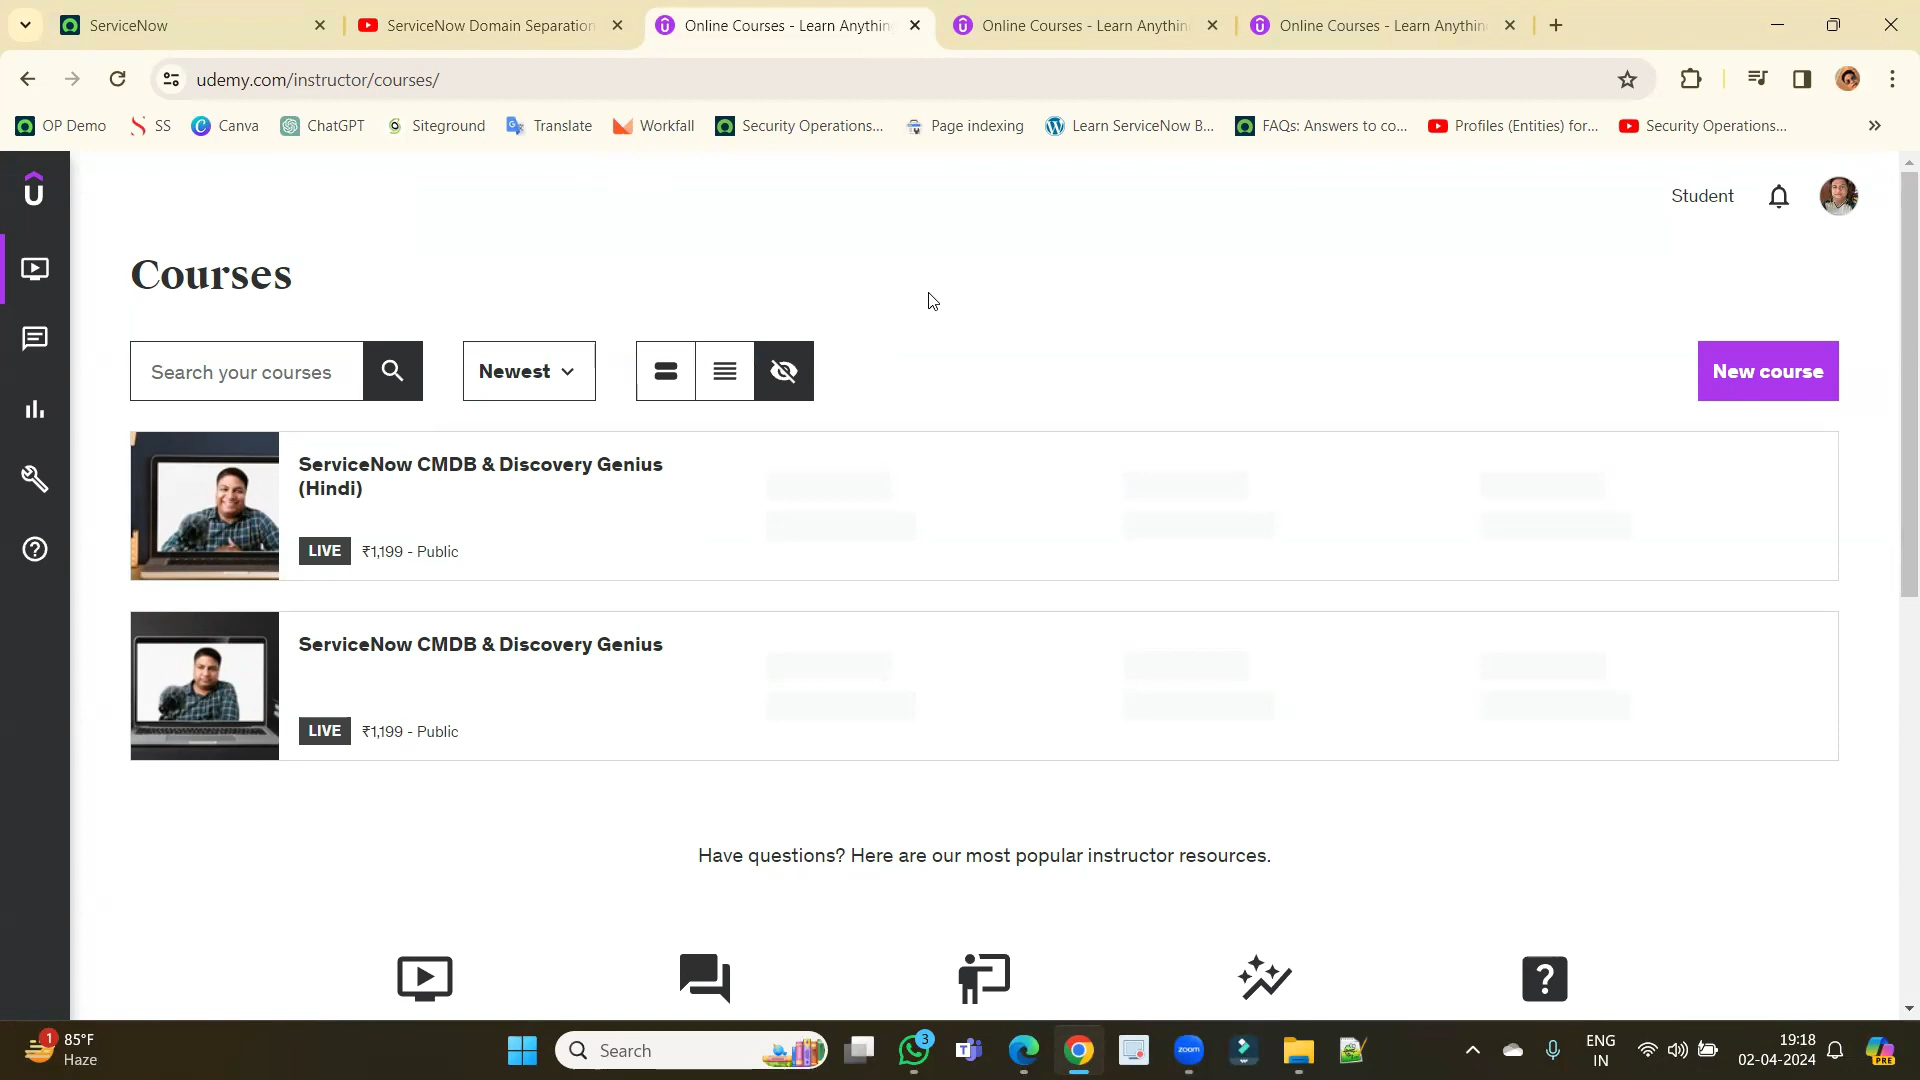 ServiceNow
ServiceNow Domain Separation
Online Courses - Learn Anythin
Online Courses - Learn Anythin
Online Courses - Learn Anythin
udemy.com/instructor/courses/
OP Demo
SS
Canva
ChatGPT
Siteground
Translate
Workfall
Security Operations...
Page indexing
Learn ServiceNow B...
FAQs: Answers to co...
Profiles (Entities) for...
Security Operations...
Student
Courses
Search your courses
Newest
New course
ServiceNow CMDB & Discovery Genius
(Hindi)
LIVE ₹1,199 - Public
ServiceNow CMDB & Discovery Genius
LIVE ₹1,199 - Public
Have questions? Here are our most popular instructor resources.
1
85°F
Haze
Search
3
zoom
ENG
IN
19:18
02-04-2024
PRE